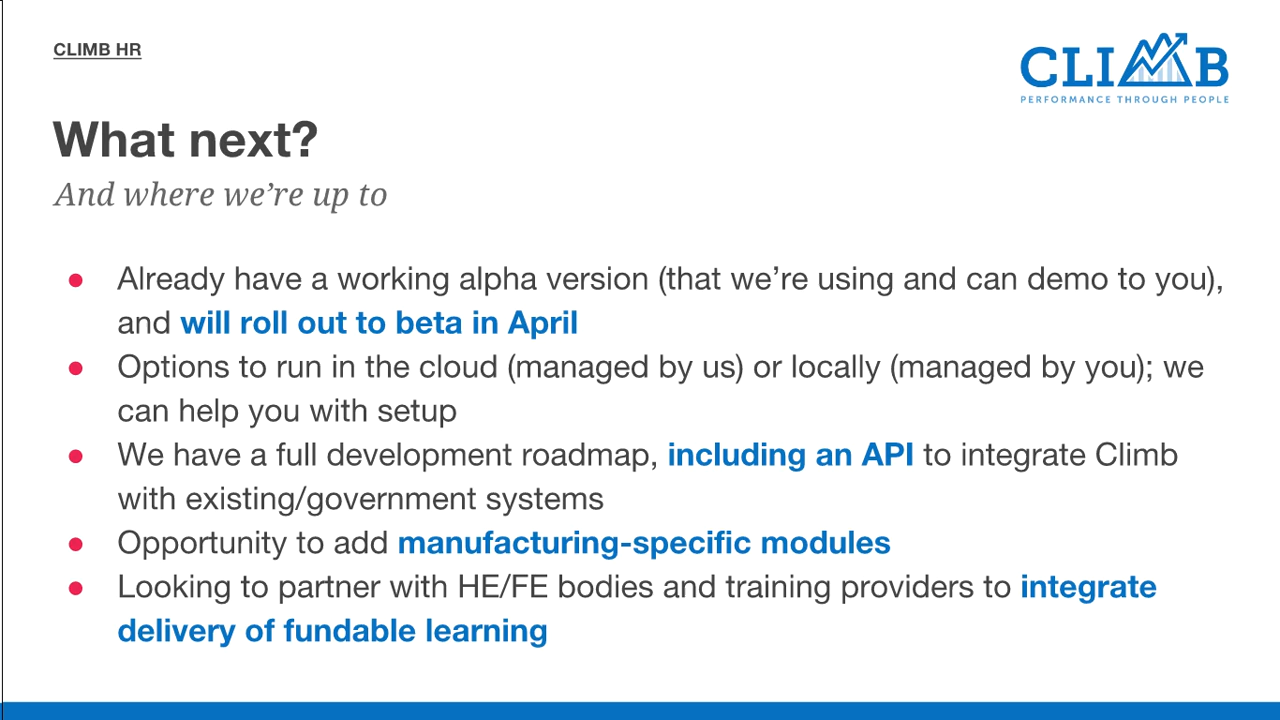 CLIMB HR
CLIMB
PERFORMANCE THROUGH PEOPLE
What next?
And where we’re up to
● Already have a working alpha version (that we’re using and can demo to you),
and will roll out to beta in April
● Options to run in the cloud (managed by us) or locally (managed by you); we
can help you with setup
● We have a full development roadmap, including an API to integrate Climb
with existing/government systems
● Opportunity to add manufacturing-specific modules
● Looking to partner with HE/FE bodies and training providers to integrate
delivery of fundable learning